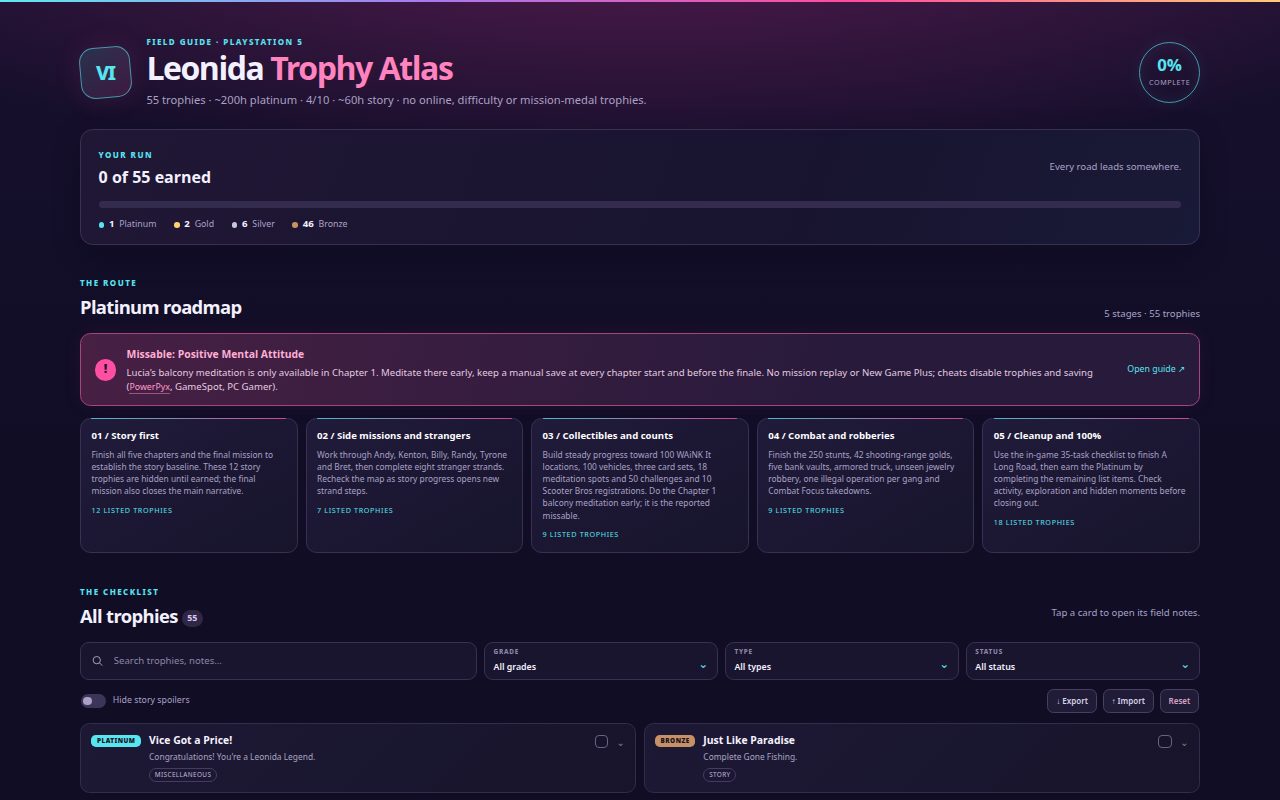 FIELD GUIDE · PLAYSTATION 5
VI
Leonida Trophy Atlas
55 trophies · ~200h platinum · 4/10 · ~60h story · no online, difficulty or mission-medal trophies.
0%
COMPLETE
YOUR RUN
0 of 55 earned
Every road leads somewhere.
1 Platinum 2 Gold 6 Silver 46 Bronze
THE ROUTE
Platinum roadmap
5 stages · 55 trophies
!
Missable: Positive Mental Attitude
Lucia's balcony meditation is only available in Chapter 1. Meditate there early, keep a manual save at every chapter start and before the finale. No mission replay or New Game Plus; cheats disable trophies and saving
(PowerPyx, GameSpot, PC Gamer).
Open guide ↗
01 / Story first
Finish all five chapters and the final mission to
establish the story baseline. These 12 story
trophies are hidden until earned; the final
mission also closes the main narrative.
12 LISTED TROPHIES
02 / Side missions and strangers
Work through Andy, Kenton, Billy, Randy, Tyrone
and Bret, then complete eight stranger strands.
Recheck the map as story progress opens new
strand steps.
7 LISTED TROPHIES
03 / Collectibles and counts
Build steady progress toward 100 WAiNK It
locations, 100 vehicles, three card sets, 18
meditation spots and 50 challenges and 10
Scooter Bros registrations. Do the Chapter 1
balcony meditation early; it is the reported
missable.
9 LISTED TROPHIES
04 / Combat and robberies
Finish the 250 stunts, 42 shooting-range golds,
five bank vaults, armored truck, unseen jewelry
robbery, one illegal operation per gang and
Combat Focus takedowns.
9 LISTED TROPHIES
05 / Cleanup and 100%
Use the in-game 35-task checklist to finish A
Long Road, then earn the Platinum by
completing the remaining list items. Check
activity, exploration and hidden moments before
closing out.
18 LISTED TROPHIES
THE CHECKLIST
All trophies 55
Tap a card to open its field notes.
Search trophies, notes...
GRADE
All grades
TYPE
All types
STATUS
All status
Hide story spoilers
↓ Export
↑ Import
Reset
PLATINUM Vice Got a Price!
Congratulations! You're a Leonida Legend.
MISCELLANEOUS
BRONZE Just Like Paradise
Complete Gone Fishing.
STORY